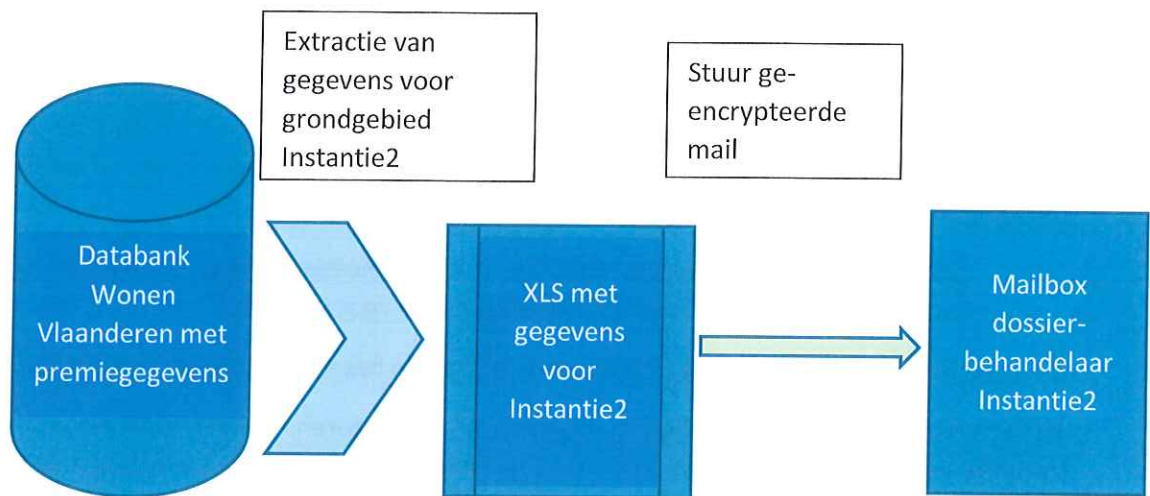 Extractie van
gegevens voor
grondgebied
Instantie2
Stuur ge-
encrypteerde
mail
Databank
Wonen
Vlaanderen met
premiegegevens
XLS met
gegevens
voor
Instantie2
Mailbox
dossier-
behandelaar
Instantie2